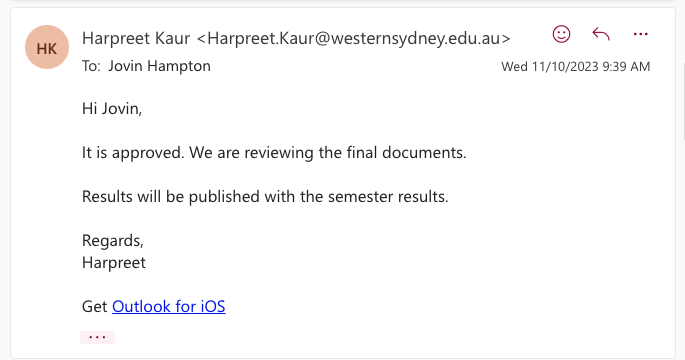 HK
Harpreet Kaur <Harpreet.Kaur@westernsydney.edu.au>
To: Jovin Hampton
Wed 11/10/2023 9:39 AM
Hi Jovin,
It is approved. We are reviewing the final documents.
Results will be published with the semester results.
Regards,
Harpreet
Get Outlook for iOS